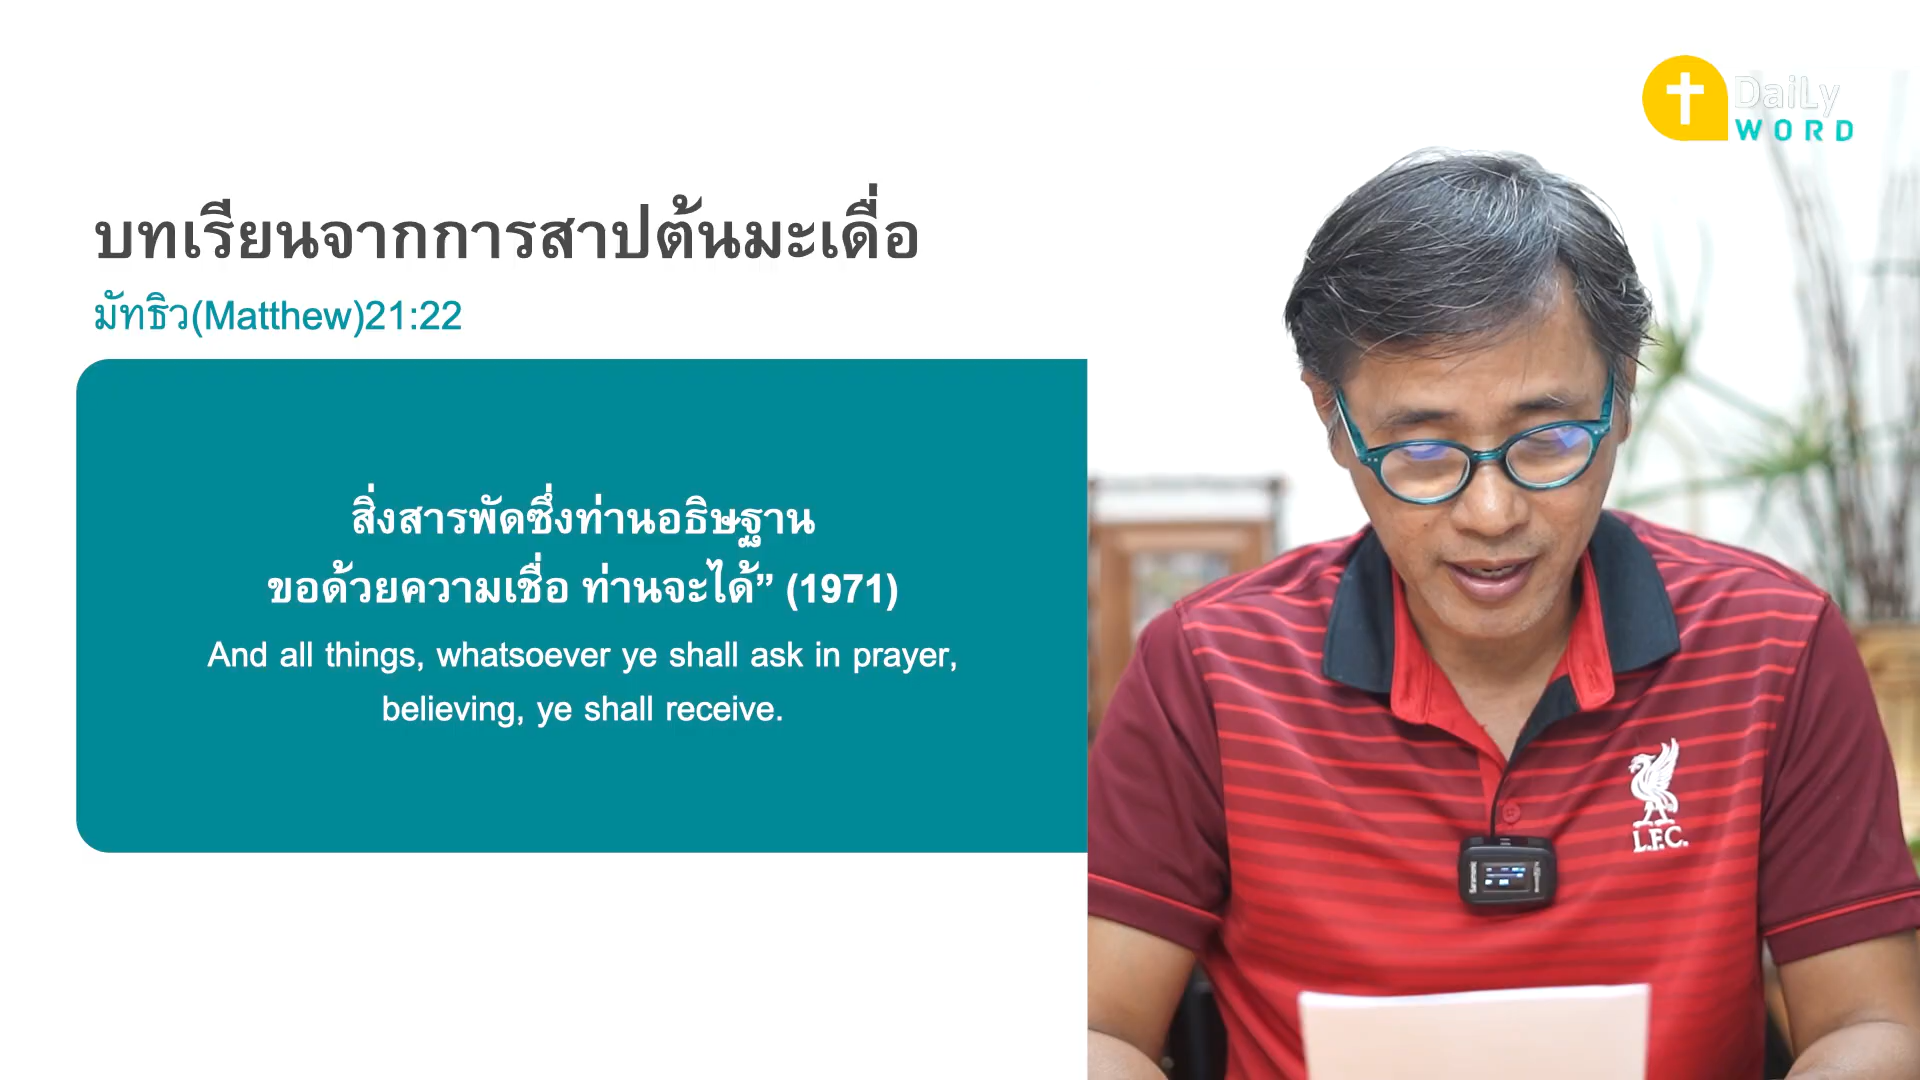 DaiLy
WORD
บทเรียนจากการสาปต้นมะเดื่อ
มัทธิว(Matthew)21:22
สิ่งสารพัดซึ่งท่านอธิษฐาน
ขอด้วยความเชื่อ ท่านจะได้” (1971)
And all things, whatsoever ye shall ask in prayer,
believing, ye shall receive.
L.F.C.